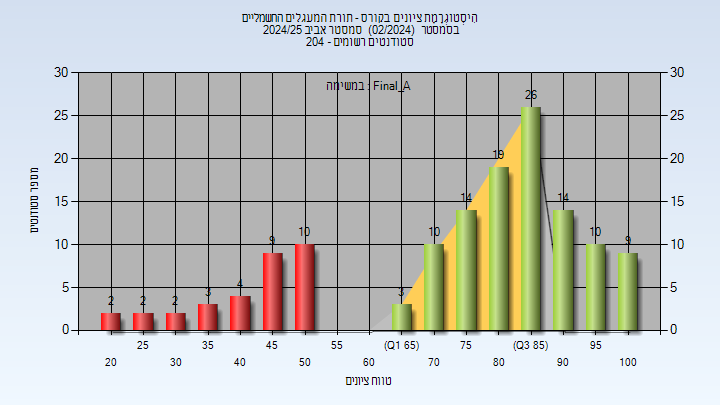 היסטוגרמת ציונים בקורס - תורת המעגלים החשמליים
בסמסטר (02/2024) סמסטר אביב 2024/25
סטודנטים רשומים - 204
במשימה : Final_A
מספר סטודנטים
30 25 20 15 10 5 0
30 25 20 15 10 5 0
2 2 2 3 4 9 10 3 10 14 19 26 14 10 9
25 35 45 55 (Q1 65) 75 (Q3 85) 95
20 30 40 50 60 70 80 90 100
טווח ציונים